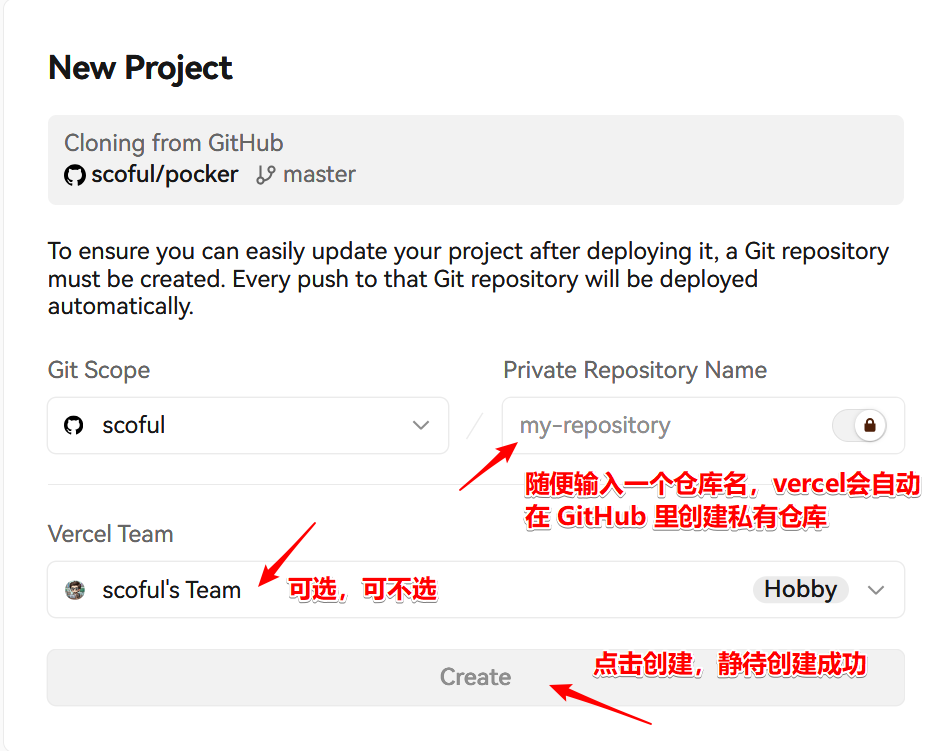 New Project
Cloning from GitHub
scoful/pocker master
To ensure you can easily update your project after deploying it, a Git repository
must be created. Every push to that Git repository will be deployed
automatically.
Git Scope
Private Repository Name
scoful
my-repository
随便输入一个仓库名，vercel会自动
在 GitHub 里创建私有仓库
Vercel Team
scoful's Team
可选，可不选
Hobby
Create
点击创建，静待创建成功